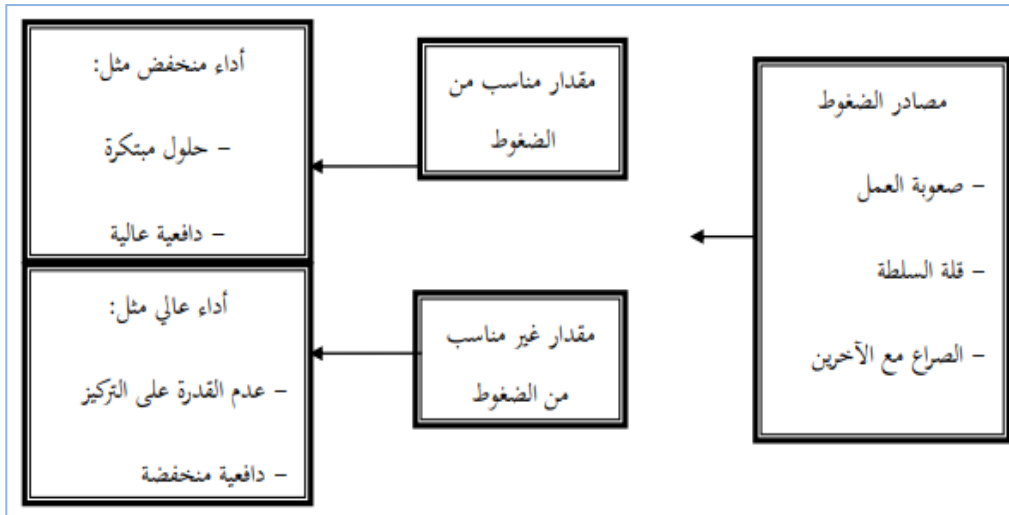 مصادر الضغوط
– صعوبة العمل
– قلة السلطة
– الصراع مع الآخرين
مقدار مناسب من
الضغوط
أداء منخفض مثل:
– حلول مبتكرة
– دافعية عالية
مقدار غير مناسب
من الضغوط
أداء عالي مثل:
– عدم القدرة على التركيز
– دافعية منخفضة